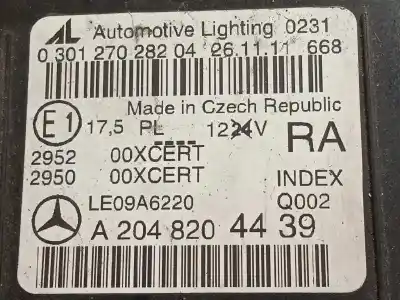 AL Automotive Lighting 0231
0 301 270 282 04 26.11.11 668
Made in Czech Republic
E1 17,5 PL 1224V RA
2952 00XCERT
2950 00XCERT INDEX
LE09A6220 Q002
A 204 820 44 39